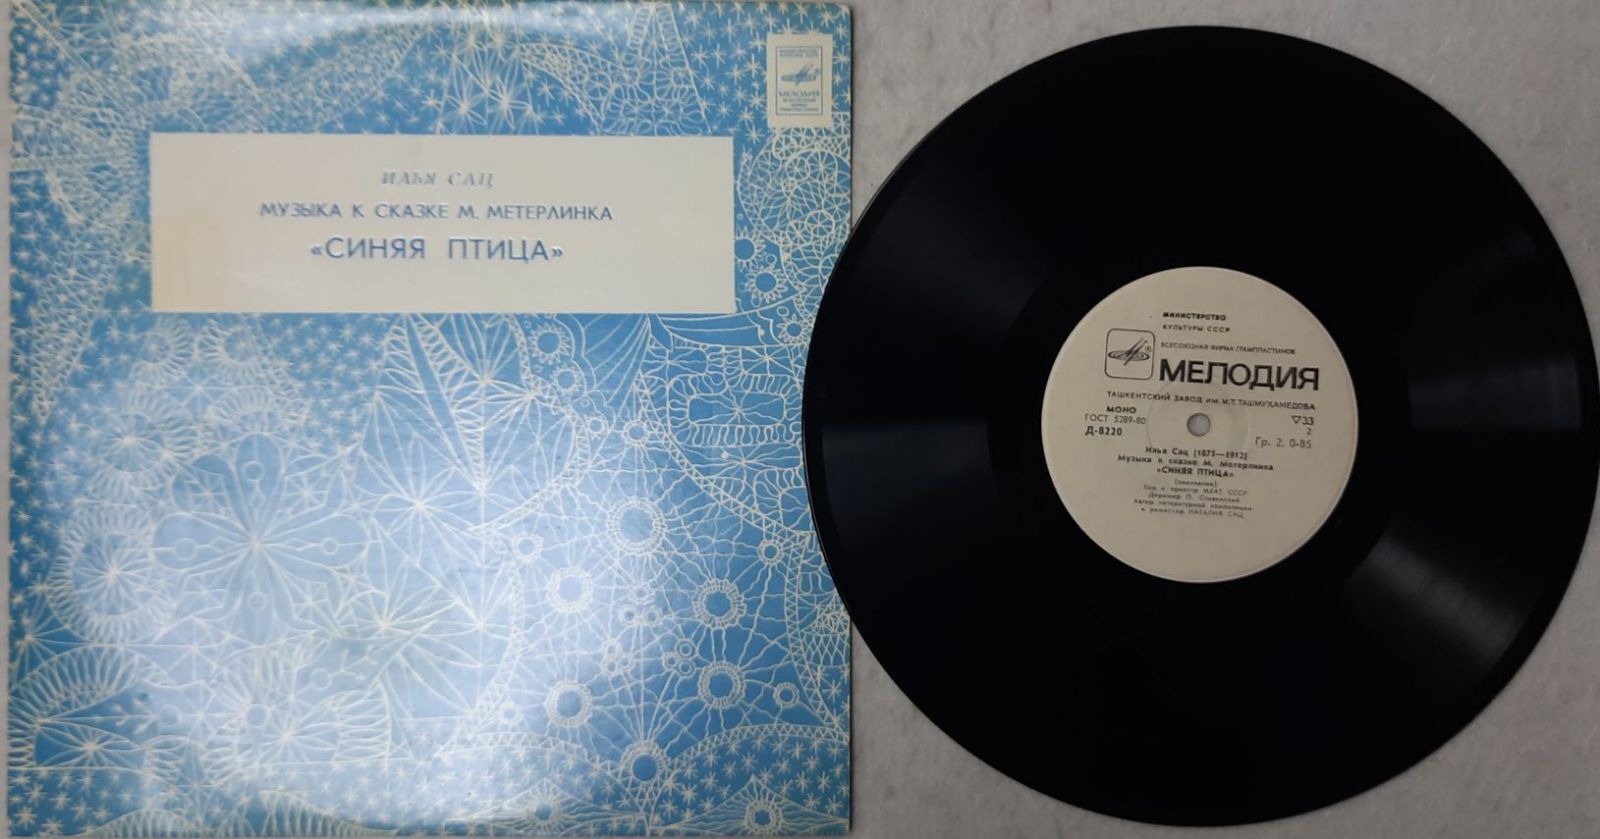 МЕЛОДИЯ
ИЛЬЯ САЦ
МУЗЫКА К СКАЗКЕ М. МЕТЕРЛИНКА
«СИНЯЯ ПТИЦА»
МИНИСТЕРСТВО
КУЛЬТУРЫ СССР
ВСЕСОЮЗНАЯ ФИРМА ГРАМПЛАСТИНОК
МЕЛОДИЯ
ТАШКЕНТСКИЙ ЗАВОД ИМ. М.Т. ТАШМУХАМЕДОВА
МОНО
ГОСТ 5289-80
Д-8220
▽33
2
Гр. 2. 0-85
Илья Сац (1875—1912)
Музыка к сказке М. Метерлинка
«СИНЯЯ ПТИЦА»
(окончание)
Хор и оркестр МХАТ СССР
Дирижер П. Славинский
Автор литературной композиции
и режиссер НАТАЛИЯ САЦ